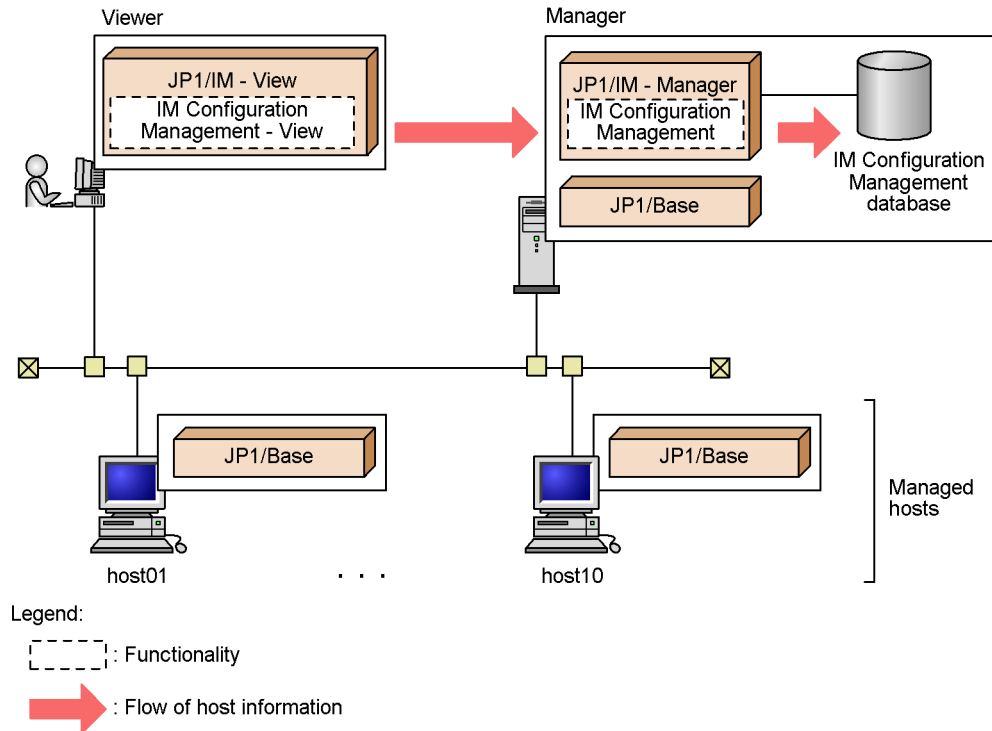 Viewer
Manager
JP1/IM - View
IM Configuration
Management - View
JP1/IM - Manager
IM Configuration
Management
JP1/Base
IM Configuration
Management
database
JP1/Base
JP1/Base
Managed
hosts
host01
. . .
host10
Legend:
: Functionality
: Flow of host information